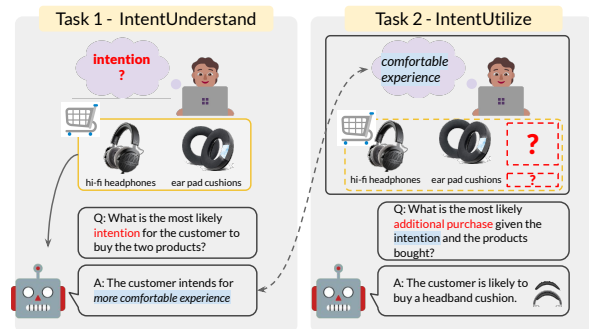 Task 1 - IntentUnderstand
intention
?
hi-fi headphones
ear pad cushions
Q: What is the most likely
intention for the customer to
buy the two products?
A: The customer intends for
more comfortable experience
Task 2 - IntentUtilize
comfortable
experience
hi-fi headphones
ear pad cushions
?
?
Q: What is the most likely
additional purchase given the
intention and the products
bought?
A: The customer is likely to
buy a headband cushion.